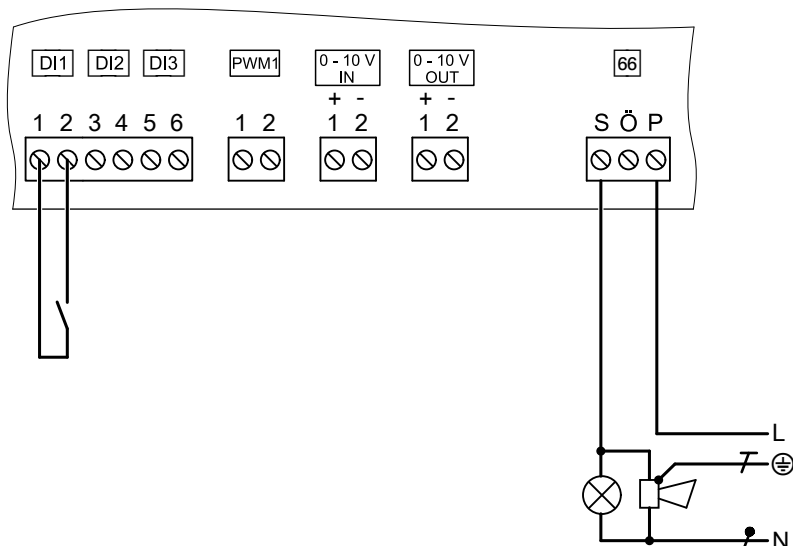 DI1 DI2 DI3 PWM1 0 - 10 V IN 0 - 10 V OUT 66
+ - + -
1 2 3 4 5 6 1 2 1 2 1 2 S Ö P
L
N